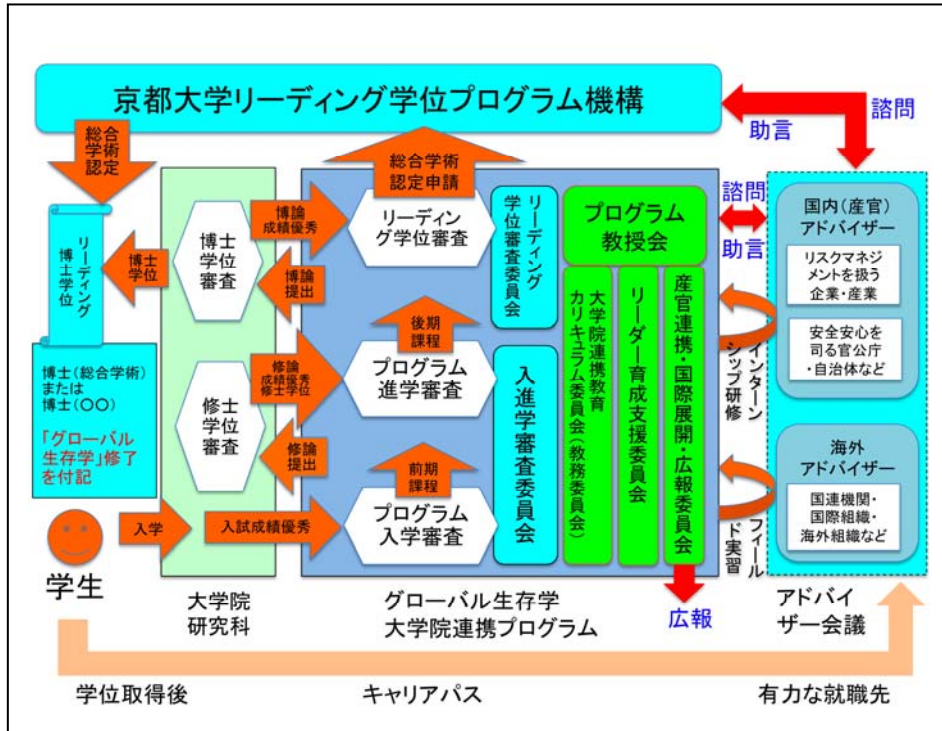 京都大学リーディング学位プログラム機構
諮問
助言
総合
学術
認定
総合学術
認定申請
リーディング
博士学位
博士
学位
博士
学位
審査
博論
成績優秀
博論
提出
リーディン
グ学位審査
リーディング
学位審査委員会
プログラム
教授会
諮問
助言
国内(産官)
アドバイザー
リスクマネジ
メントを扱う
企業・産業
安全安心を
司る官公庁
・自治体など
博士(総合学術)
または
博士(〇〇)
「グローバル
生存学」修了
を付記
修士
学位
審査
修論
成績優秀
修士学位
修論
提出
後期
課程
プログラム
進学審査
前期
課程
プログラム
入学審査
入進学審査委員会
大学院連携教育
カリキュラム委員会(教務委員会)
リーダー育成支援委員会
産官連携・国際展開・広報委員会
インターン
シップ研修
フィール
ド実習
海外
アドバイザー
国連機関・
国際組織・
海外組織など
入学
入試成績優秀
学生
大学院
研究科
グローバル生存学
大学院連携プログラム
広報
アドバイ
ザー会議
学位取得後
キャリアパス
有力な就職先